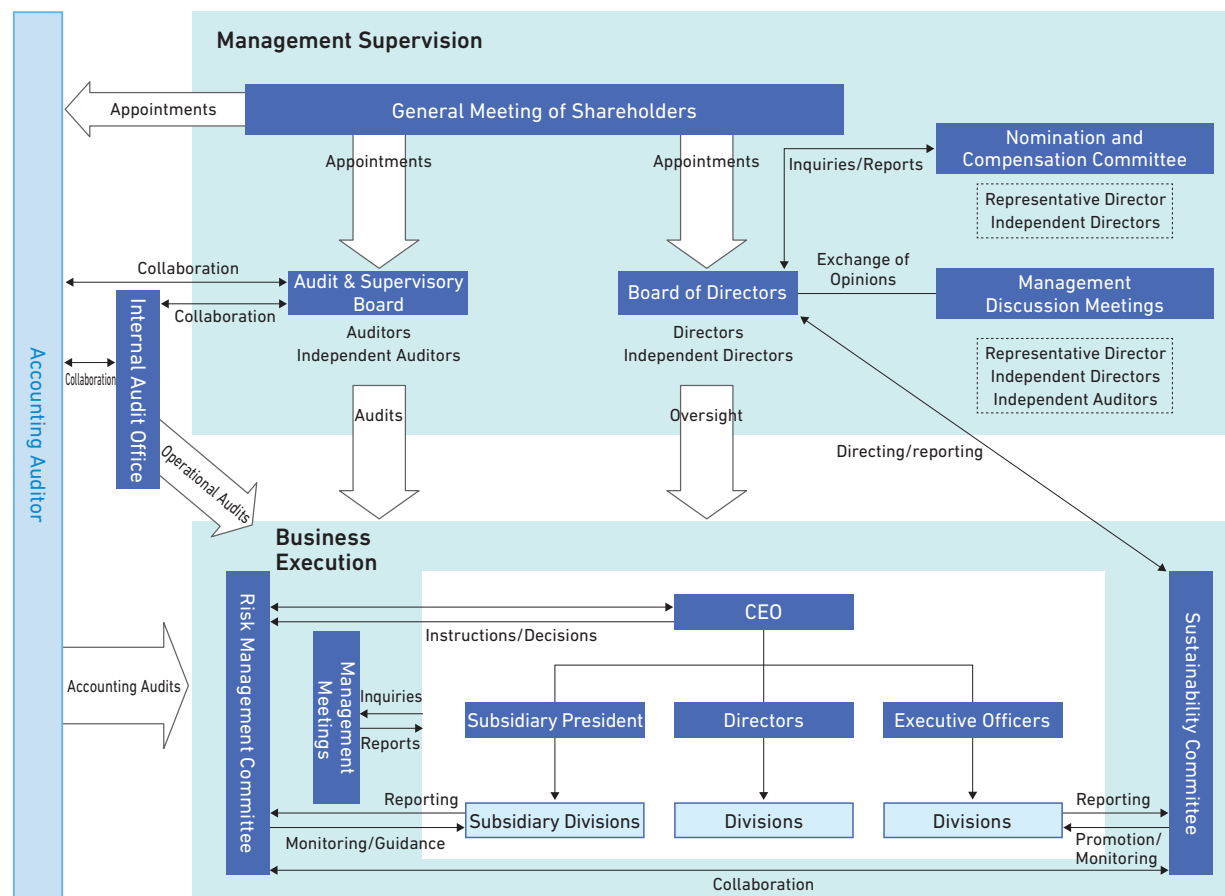 Management Supervision
General Meeting of Shareholders
Appointments
Appointments
Appointments
Nomination and
Compensation Committee
Inquiries/Reports
Representative Director
Independent Directors
Collaboration
Audit & Supervisory
Board
Board of Directors
Exchange of
Opinions
Management
Discussion Meetings
Collaboration
Auditors
Independent Auditors
Directors
Independent Directors
Representative Director
Independent Directors
Independent Auditors
Accounting Auditor
Collaboration
Internal Audit Office
Audits
Oversight
Operational Audits
Directing/reporting
Business
Execution
Risk Management Committee
CEO
Instructions/Decisions
Sustainability Committee
Accounting Audits
Management
Meetings
Inquiries
Reports
Subsidiary President
Directors
Executive Officers
Reporting
Subsidiary Divisions
Divisions
Divisions
Reporting
Monitoring/Guidance
Promotion/
Monitoring
Collaboration